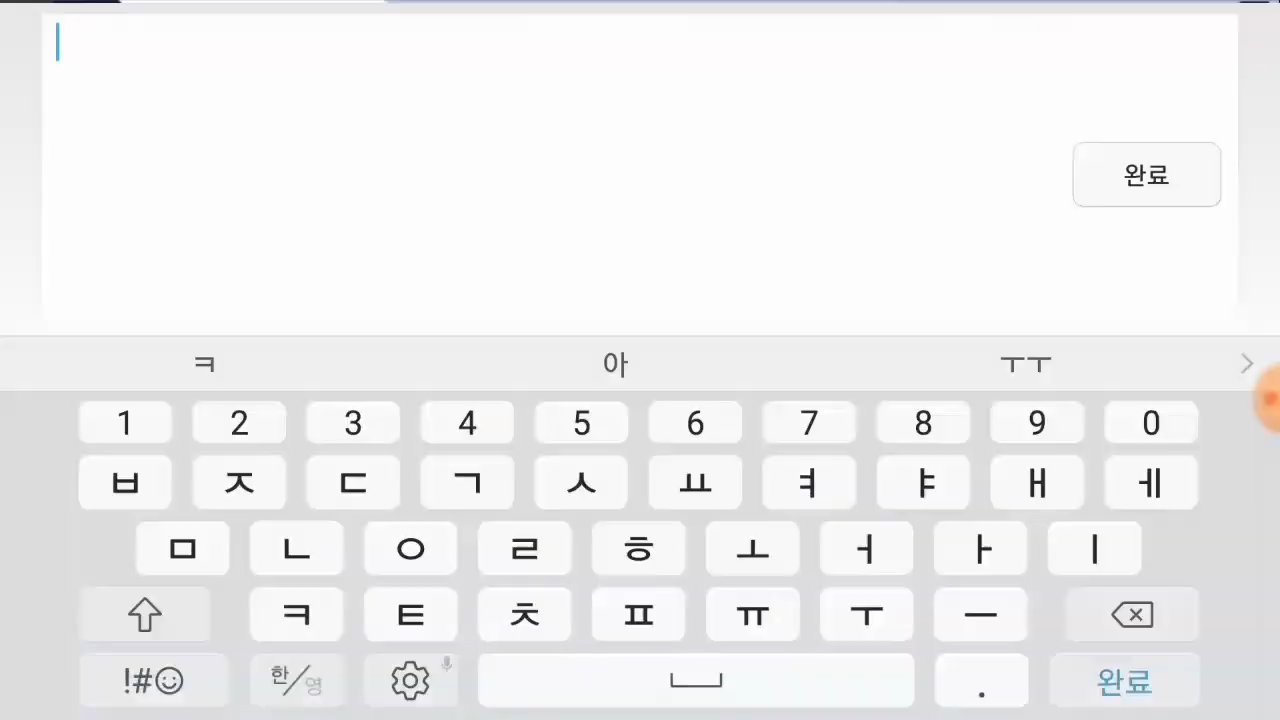 완료
ㅋ 아 ㅜㅜ
1 2 3 4 5 6 7 8 9 0
ㅂ ㅈ ㄷ ㄱ ㅅ ㅛ ㅕ ㅑ ㅐ ㅔ
ㅁ ㄴ ㅇ ㄹ ㅎ ㅗ ㅓ ㅏ ㅣ
ㅋ ㅌ ㅊ ㅍ ㅠ ㅜ ㅡ
!#☺ 한/영 . 완료